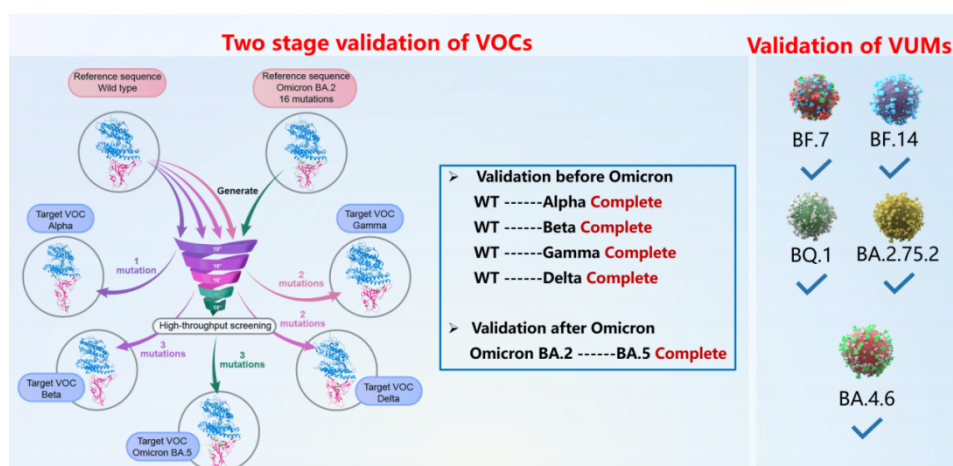 Two stage validation of VOCs
Reference sequence
Wild type
Reference sequence
Omicron BA.2
16 mutations
Generate
Target VOC
Alpha
Target VOC
Gamma
1
mutation
2
mutations
High-throughput screening
3
mutations
2
mutations
3
mutations
Target VOC
Beta
Target VOC
Delta
Target VOC
Omicron BA.5
➢ Validation before Omicron
WT ------Alpha Complete
WT ------Beta Complete
WT ------Gamma Complete
WT ------Delta Complete
➢ Validation after Omicron
Omicron BA.2 ------BA.5 Complete
Validation of VUMs
BF.7
BF.14
BQ.1
BA.2.75.2
BA.4.6